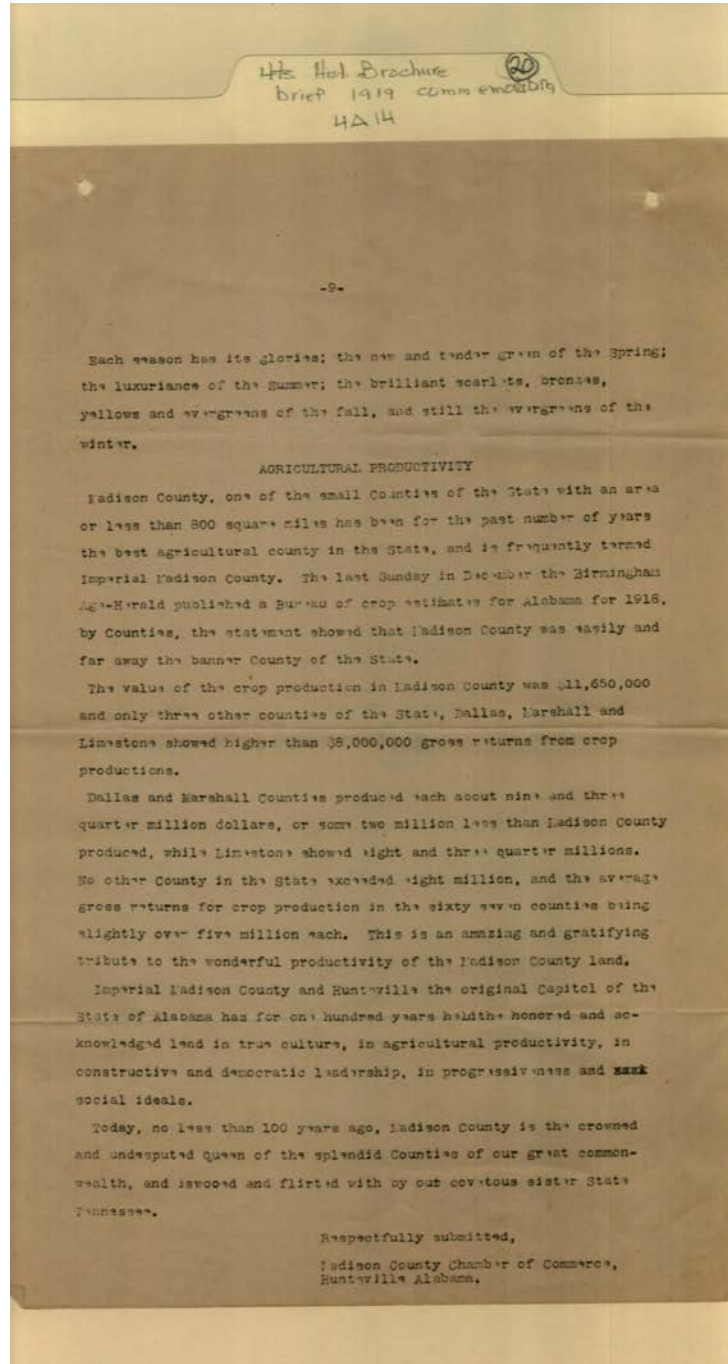 Hts Hist Brochure 20
brief 1919 commemorating
4A14
-9-
Each season has its glories; the new and tender green of the Spring;
the luxuriance of the Summer; the brilliant scarlets, bronzes,
yellows and evergreens of the fall, and still the evergreens of the
winter.
AGRICULTURAL PRODUCTIVITY
Madison County, one of the small Counties of the State with an area
or less than 800 square miles has been for the past number of years
the best agricultural county in the State, and is frequently termed
Imperial Madison County. The last Sunday in December the Birmingham
Age-Herald published a Bureau of crop estimates for Alabama for 1918,
by Counties, the statement showed that Madison County was easily and
far away the banner County of the State.
The value of the crop production in Madison County was $11,650,000
and only three other counties of the State, Dallas, Marshall and
Limestone showed higher than $8,000,000 gross returns from crop
productions.
Dallas and Marshall Counties produced each about nine and three
quarter million dollars, or some two million less than Madison County
produced, while Limestone showed eight and three quarter millions.
No other County in the State exceeded eight million, and the average
gross returns for crop production in the sixty seven counties being
slightly over five million each. This is an amazing and gratifying
tribute to the wonderful productivity of the Madison County land.
Imperial Madison County and Huntsville the original Capitol of the
State of Alabama has for one hundred years heldthe honored and ac-
knowledged lead in true culture, in agricultural productivity, in
constructive and democratic leadership, in progressiveness and
social ideals.
Today, no less than 100 years ago, Madison County is the crowned
and undesputed Queen of the splendid Counties of our great common-
wealth, and iswooed and flirted with by our covetous sister State
Tennessee.
Respectfully submitted,
Madison County Chamber of Commerce,
Huntsville Alabama.